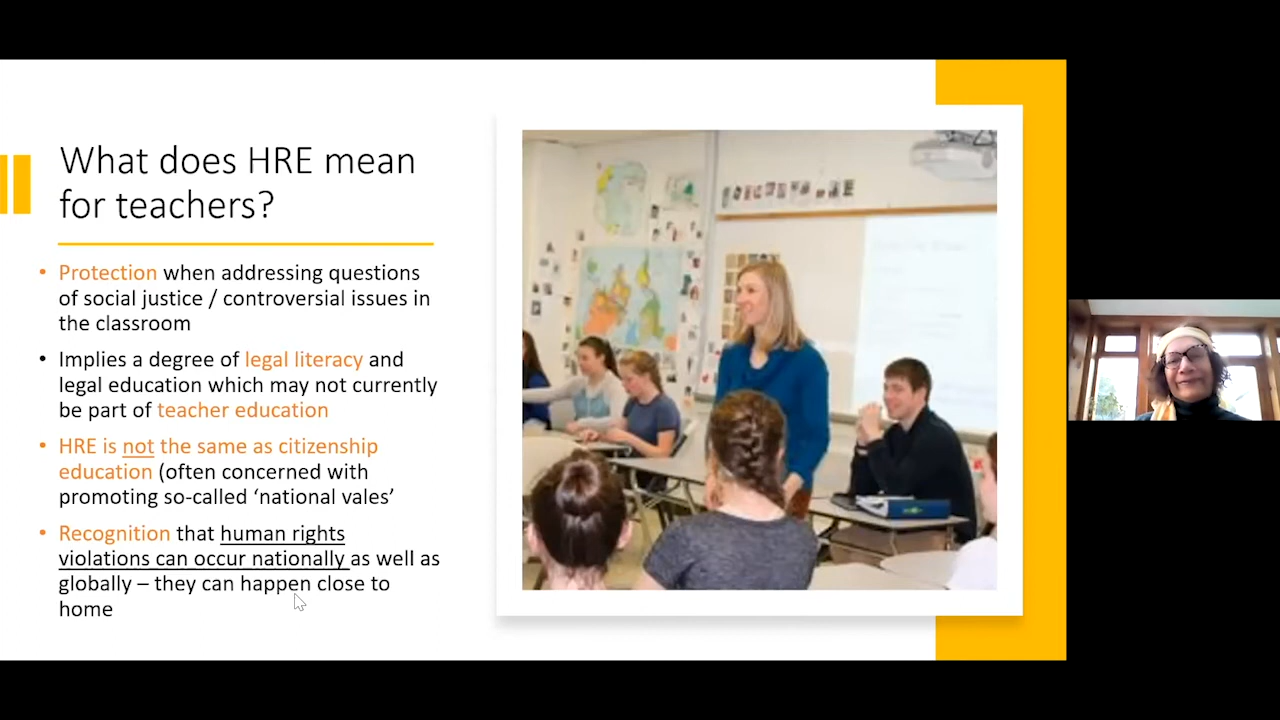 What does HRE mean
for teachers?
• Protection when addressing questions
of social justice / controversial issues in
the classroom
• Implies a degree of legal literacy and
legal education which may not currently
be part of teacher education
• HRE is not the same as citizenship
education (often concerned with
promoting so-called ‘national vales’
• Recognition that human rights
violations can occur nationally as well as
globally – they can happen close to
home